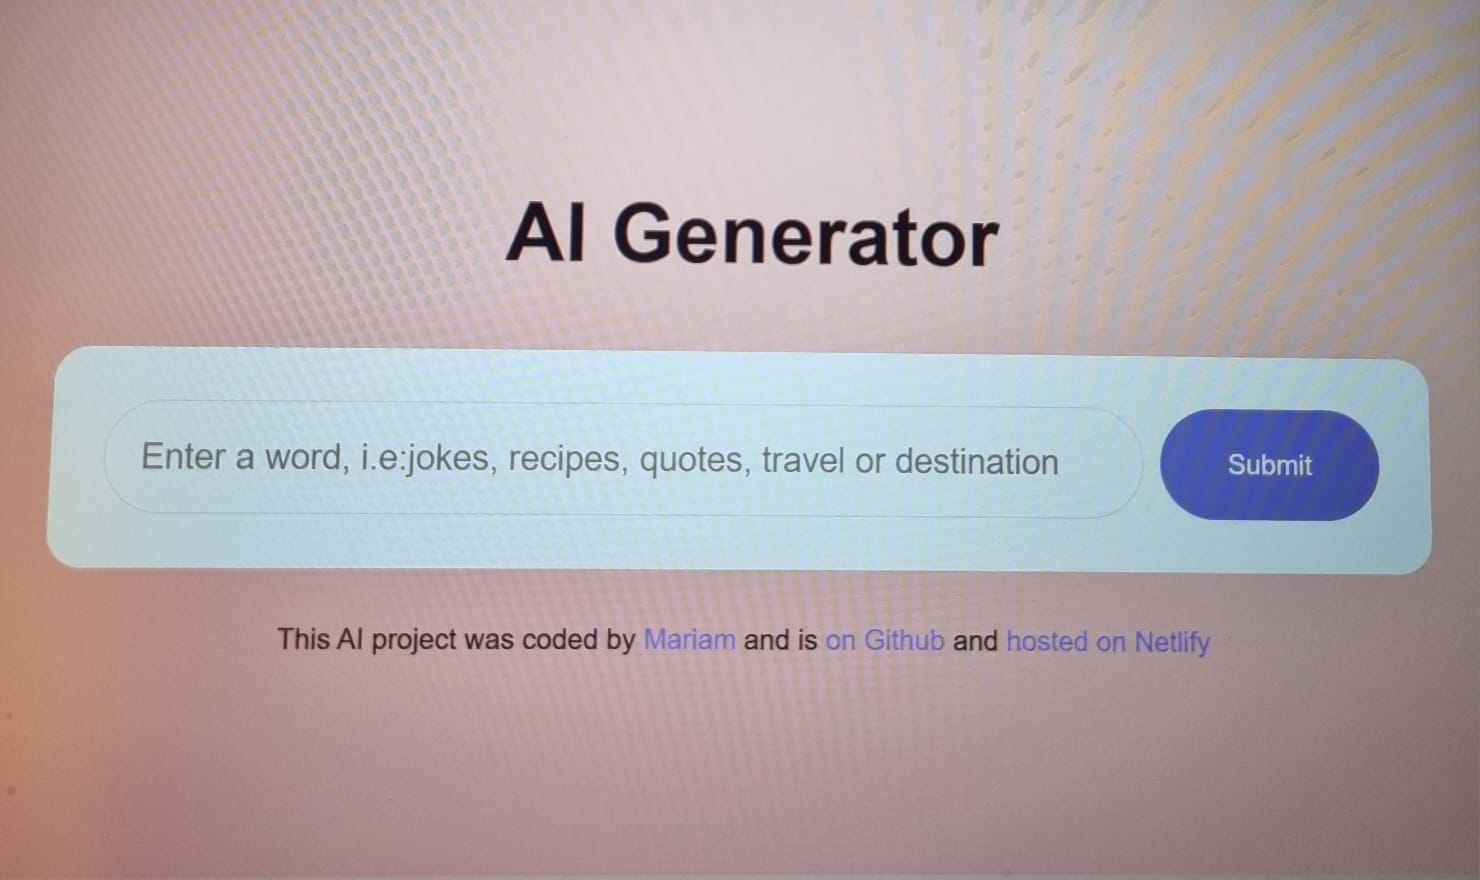 AI Generator
Enter a word, i.e:jokes, recipes, quotes, travel or destination
Submit
This AI project was coded by Mariam and is on Github and hosted on Netlify